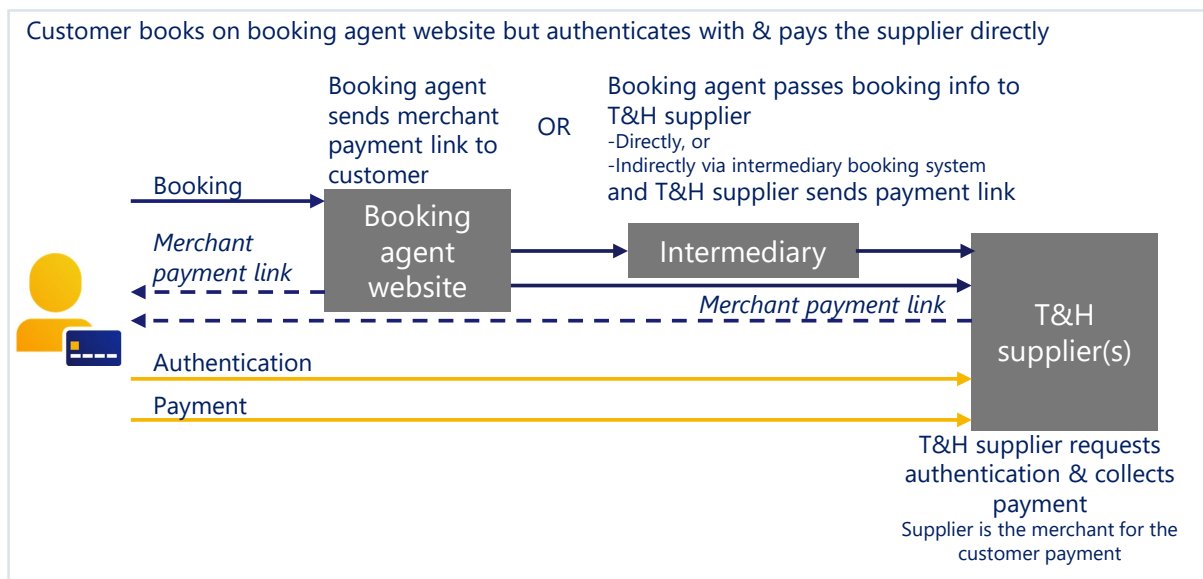 Customer books on booking agent website but authenticates with & pays the supplier directly
Booking agent
sends merchant
payment link to
customer
OR
Booking agent passes booking info to
T&H supplier
-Directly, or
-Indirectly via intermediary booking system
and T&H supplier sends payment link
Booking
Booking
agent
website
Merchant
payment link
Intermediary
Merchant payment link
T&H
supplier(s)
Authentication
Payment
T&H supplier requests
authentication & collects
payment
Supplier is the merchant for the
customer payment